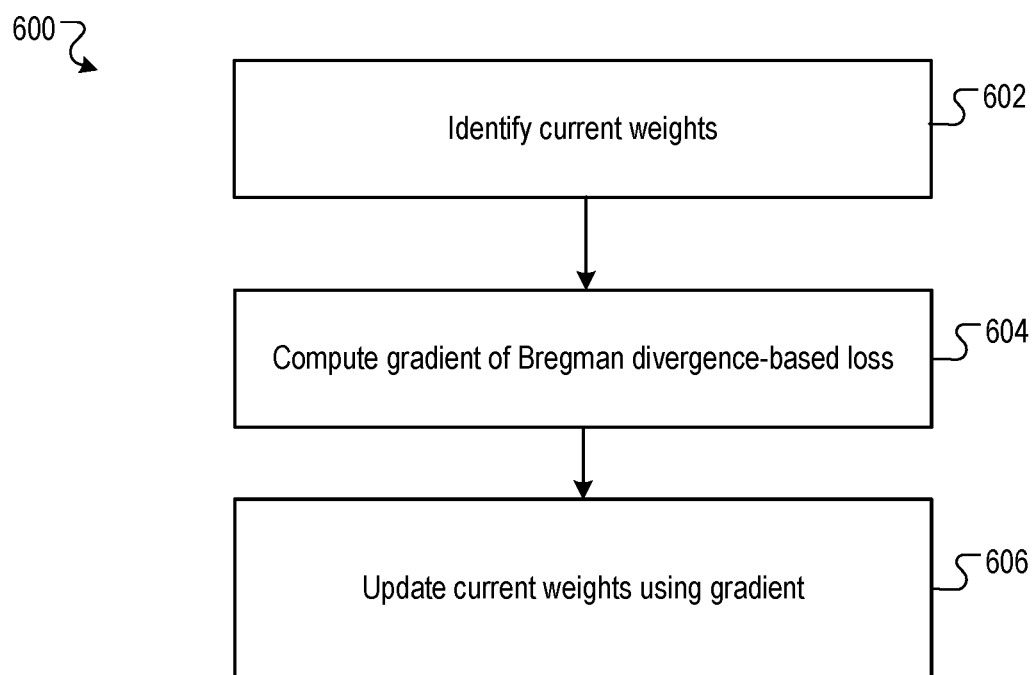 600
602
Identify current weights
604
Compute gradient of Bregman divergence-based loss
606
Update current weights using gradient